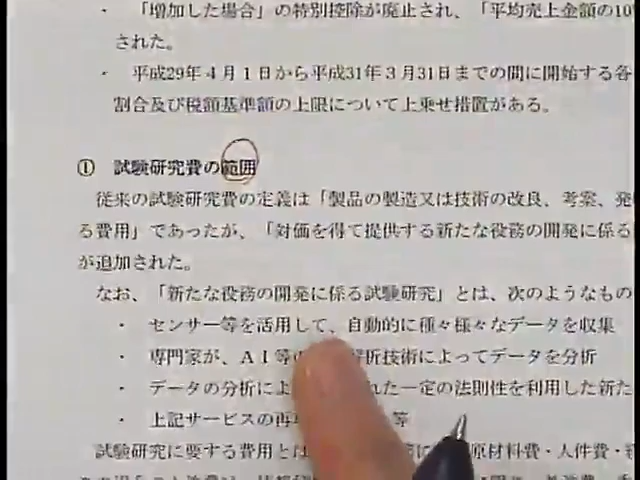 ・ 「増加した場合」の特別控除が廃止され、「平均売上金額の10
された。
・ 平成29年4月1日から平成31年3月31日までの間に開始する各
割合及び税額基準額の上限について上乗せ措置がある。
① 試験研究費の範囲
従来の試験研究費の定義は「製品の製造又は技術の改良、考案、発
る費用」であったが、「対価を得て提供する新たな役務の開発に係る
が追加された。
なお、「新たな役務の開発に係る試験研究」とは、次のようなもの
・ センサー等を活用して、自動的に種々様々なデータを収集
・ 専門家が、AI等の 析技術によってデータを分析
・ データの分析によ れた一定の法則性を利用した新た
・ 上記サービスの再 等
試験研究に要する費用とは 原材料費・人件費・